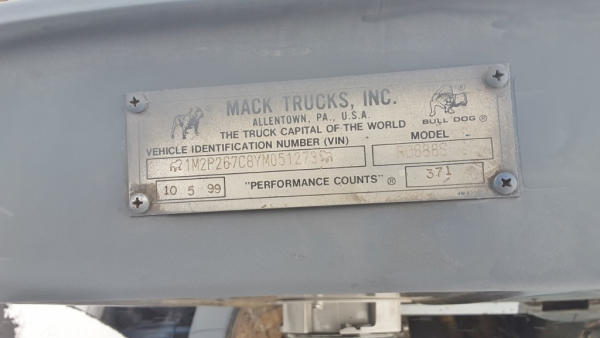 MACK TRUCKS, INC.
ALLENTOWN, PA., U.S.A.
THE TRUCK CAPITAL OF THE WORLD
BULL DOG ®
VEHICLE IDENTIFICATION NUMBER (VIN)
MODEL
1M2P267C8YM051273
RD688S
10 5 99
"PERFORMANCE COUNTS" ®
371